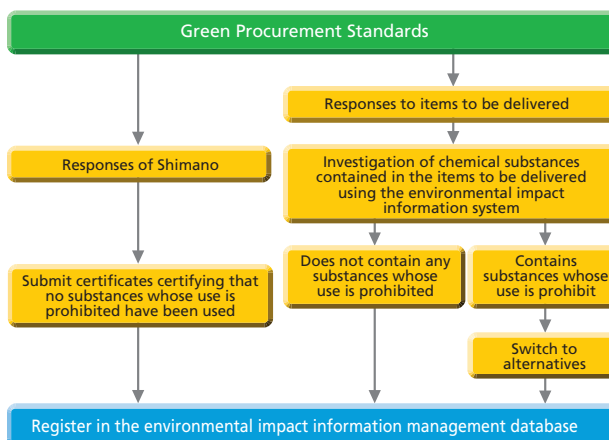 Green Procurement Standards
Responses to items to be delivered
Responses of Shimano
Investigation of chemical substances
contained in the items to be delivered
using the environmental impact
information system
Submit certificates certifying that
no substances whose use is
prohibited have been used
Does not contain any
substances whose
use is prohibited
Contains
substances whose
use is prohibit
Switch to
alternatives
Register in the environmental impact information management database